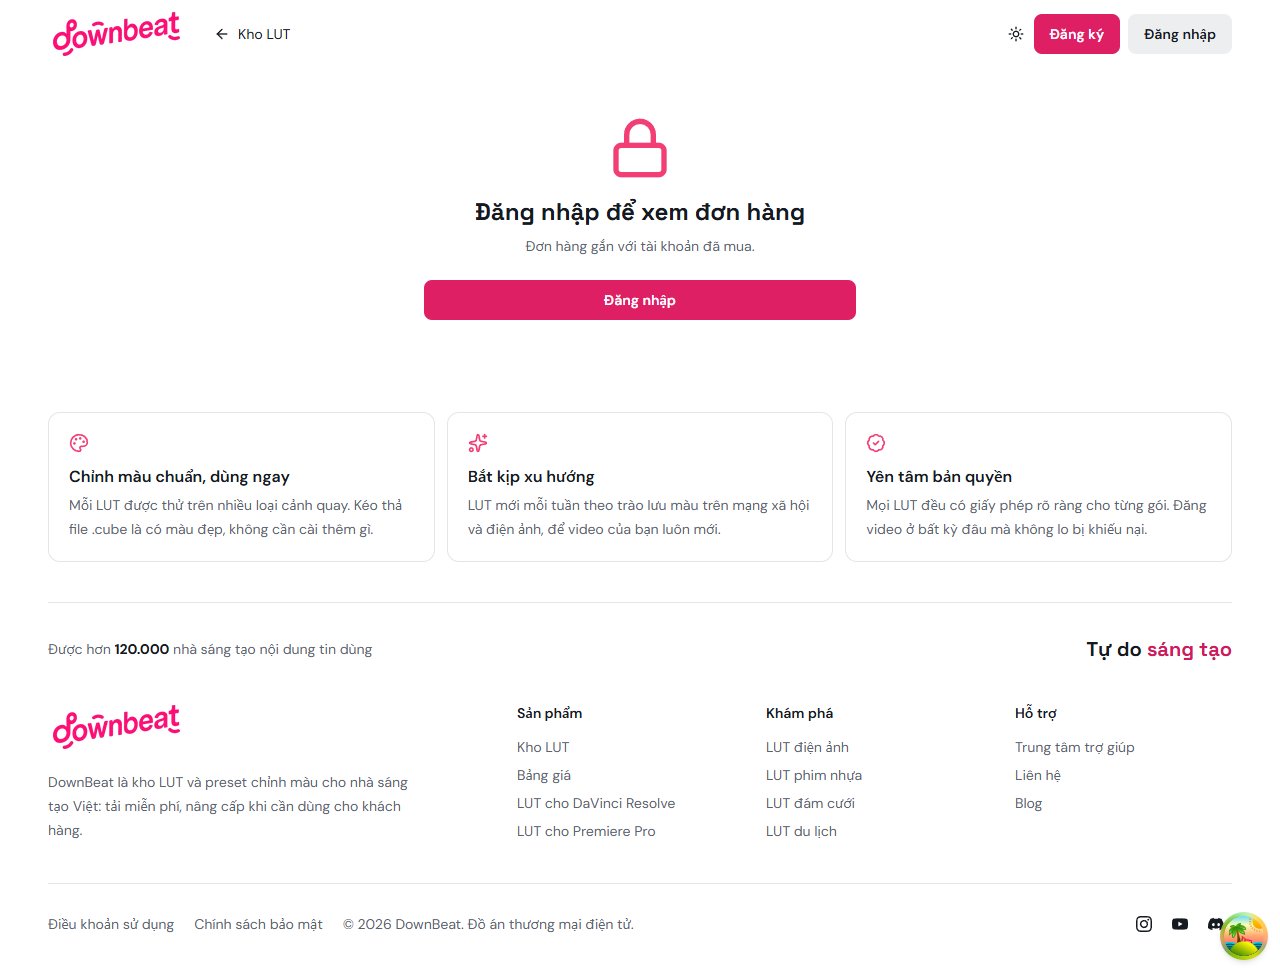 downbeat
Kho LUT
Đăng ký
Đăng nhập
Đăng nhập để xem đơn hàng
Đơn hàng gắn với tài khoản đã mua.
Đăng nhập
Chỉnh màu chuẩn, dùng ngay
Mỗi LUT được thử trên nhiều loại cảnh quay. Kéo thả
file .cube là có màu đẹp, không cần cài thêm gì.
Bắt kịp xu hướng
LUT mới mỗi tuần theo trào lưu màu trên mạng xã hội
và điện ảnh, để video của bạn luôn mới.
Yên tâm bản quyền
Mọi LUT đều có giấy phép rõ ràng cho từng gói. Đăng
video ở bất kỳ đâu mà không lo bị khiếu nại.
Được hơn 120.000 nhà sáng tạo nội dung tin dùng
Tự do sáng tạo
downbeat
DownBeat là kho LUT và preset chỉnh màu cho nhà sáng
tạo Việt: tải miễn phí, nâng cấp khi cần dùng cho khách
hàng.
Sản phẩm
Kho LUT
Bảng giá
LUT cho DaVinci Resolve
LUT cho Premiere Pro
Khám phá
LUT điện ảnh
LUT phim nhựa
LUT đám cưới
LUT du lịch
Hỗ trợ
Trung tâm trợ giúp
Liên hệ
Blog
Điều khoản sử dụng
Chính sách bảo mật
© 2026 DownBeat. Đồ án thương mại điện tử.